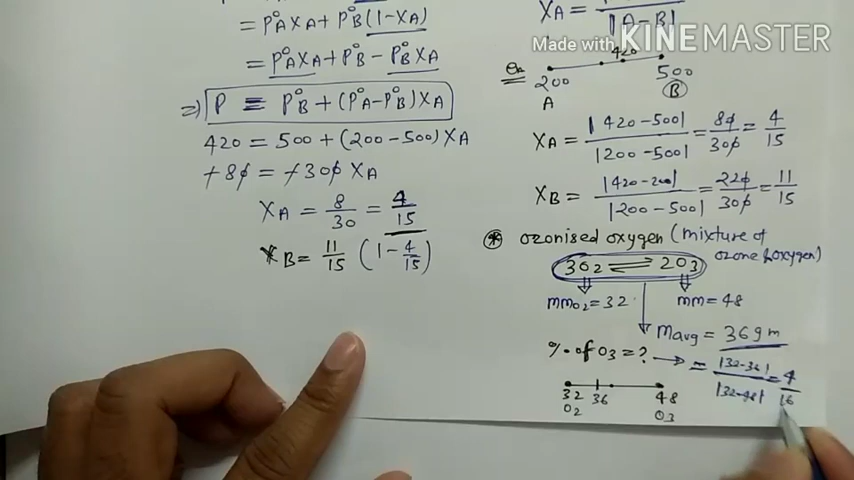 = P°A XA + P°B (1-XA)
= P°A XA + P°B - P°B XA
=> P = P°B + (P°A - P°B) XA
420 = 500 + (200-500) XA
+80 = +300 XA
XA = 8/30 = 4/15
XB = 11/15 (1 - 4/15)
XA =
|A-B|
Made with KINEMASTER
420
200 500
A B
XA = |420-500| / |200-500| = 80/300 = 4/15
XB = |420-200| / |200-500| = 220/300 = 11/15
* ozonised oxygen (mixture of
ozone & oxygen)
3O2 ⇌ 2O3
mmO2 = 32 mm = 48
Mavg = 36gm
%.of O3 = ? → = |32-36| / |32-48| = 4/16
32 36 48
O2 O3